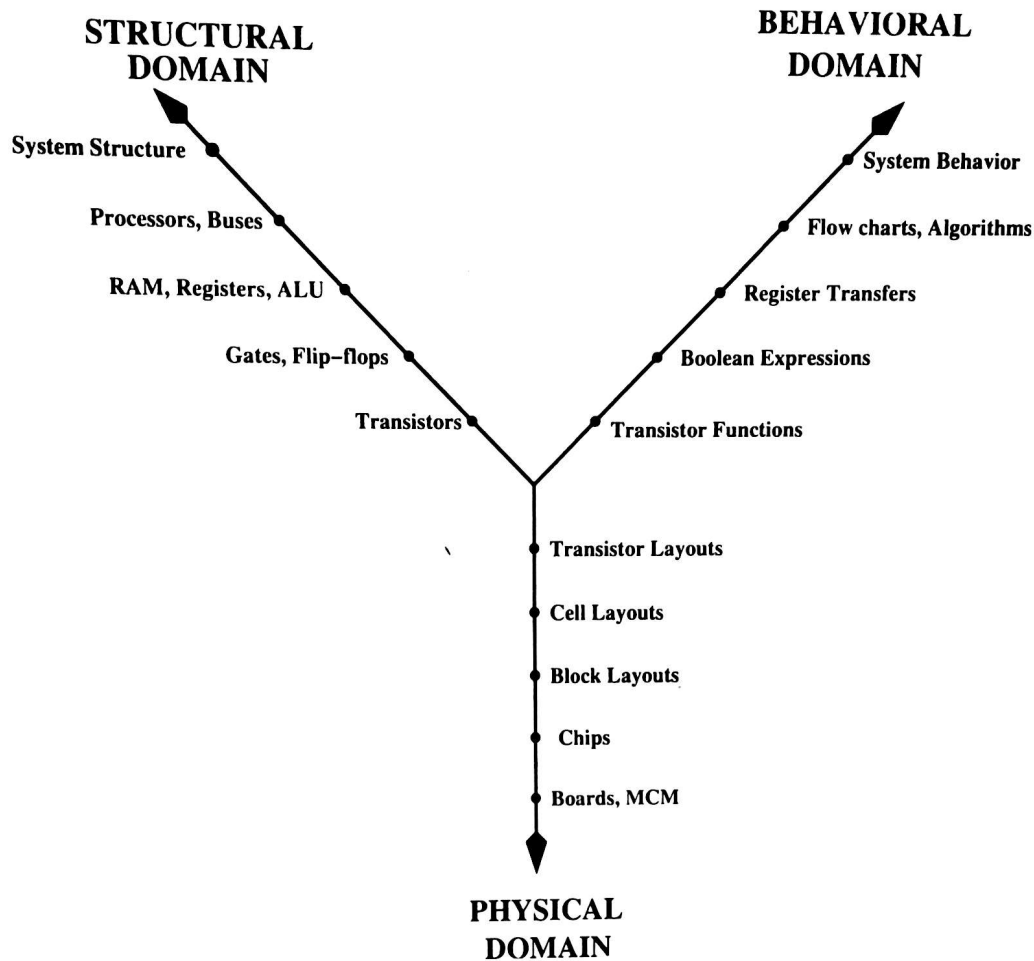 STRUCTURAL
DOMAIN
BEHAVIORAL
DOMAIN
System Structure
Processors, Buses
RAM, Registers, ALU
Gates, Flip–flops
Transistors
System Behavior
Flow charts, Algorithms
Register Transfers
Boolean Expressions
Transistor Functions
Transistor Layouts
Cell Layouts
Block Layouts
Chips
Boards, MCM
PHYSICAL
DOMAIN